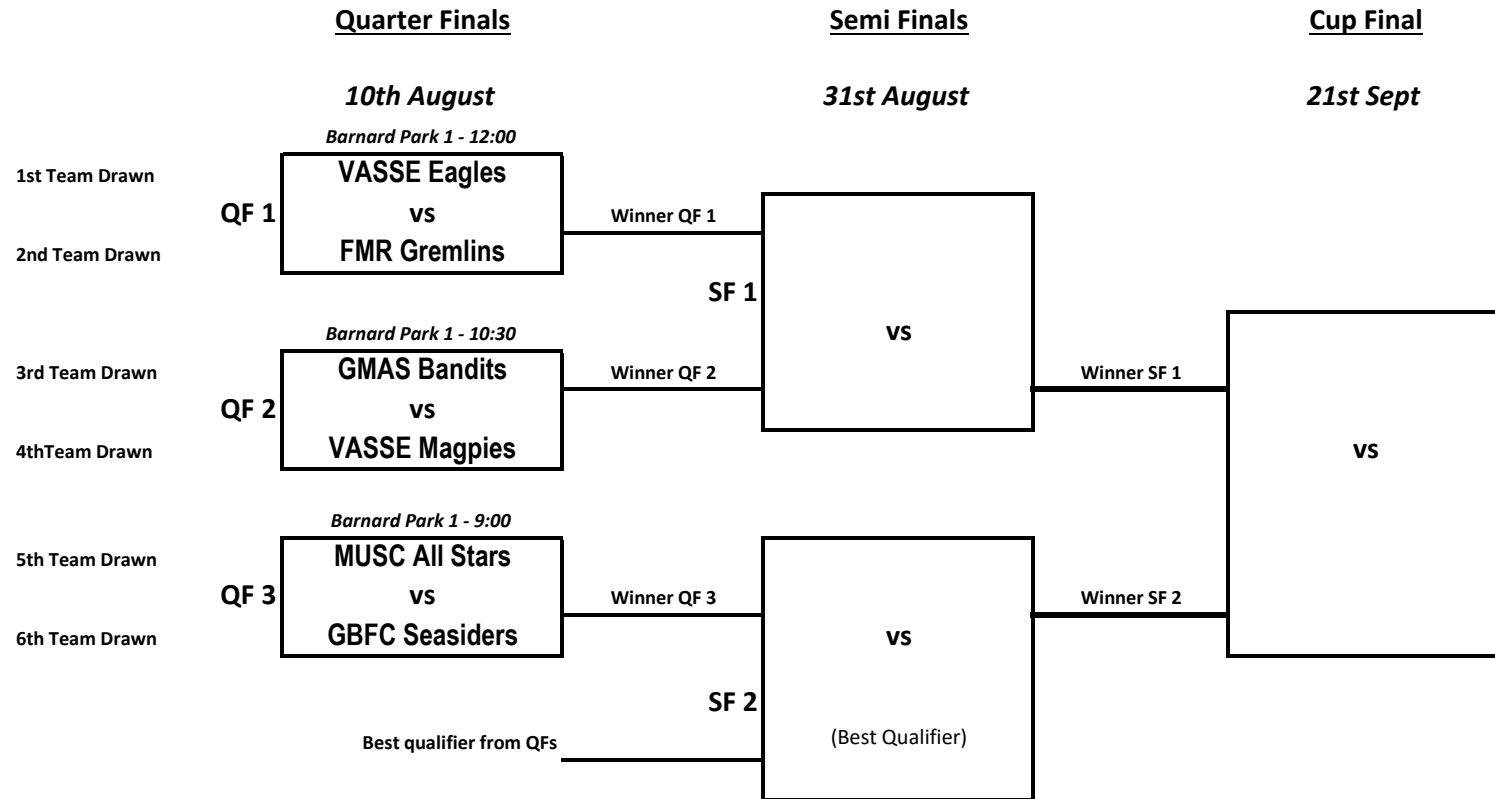 Quarter Finals
Semi Finals
Cup Final
10th August
31st August
21st Sept
Barnard Park 1 - 12:00
1st Team Drawn
VASSE Eagles
QF 1
vs
Winner QF 1
2nd Team Drawn
FMR Gremlins
SF 1
vs
Barnard Park 1 - 10:30
3rd Team Drawn
GMAS Bandits
Winner QF 2
Winner SF 1
QF 2
vs
4thTeam Drawn
VASSE Magpies
vs
Barnard Park 1 - 9:00
5th Team Drawn
MUSC All Stars
QF 3
vs
Winner QF 3
Winner SF 2
6th Team Drawn
GBFC Seasiders
vs
SF 2
Best qualifier from QFs
(Best Qualifier)